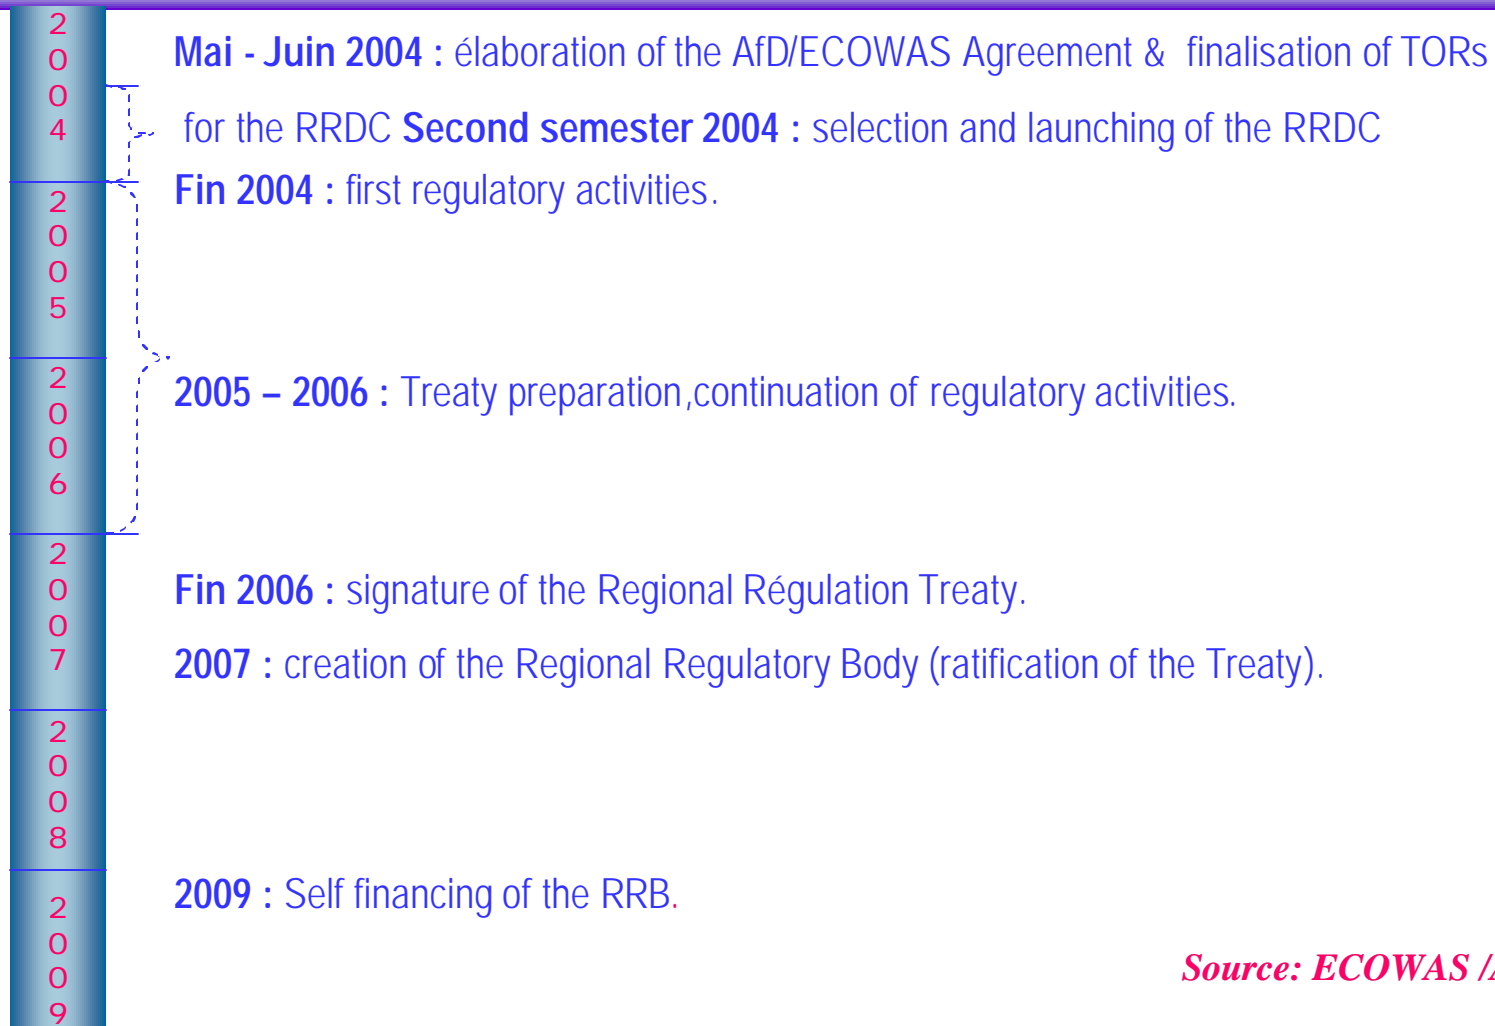 2004
Mai - Juin 2004 : élaboration of the AfD/ECOWAS Agreement & finalisation of TORs
for the RRDC Second semester 2004 : selection and launching of the RRDC
Fin 2004 : first regulatory activities.
2005
2006
2005 – 2006 : Treaty preparation,continuation of regulatory activities.
2007
Fin 2006 : signature of the Regional Régulation Treaty.
2007 : creation of the Regional Regulatory Body (ratification of the Treaty).
2008
2009
2009 : Self financing of the RRB.
Source: ECOWAS /